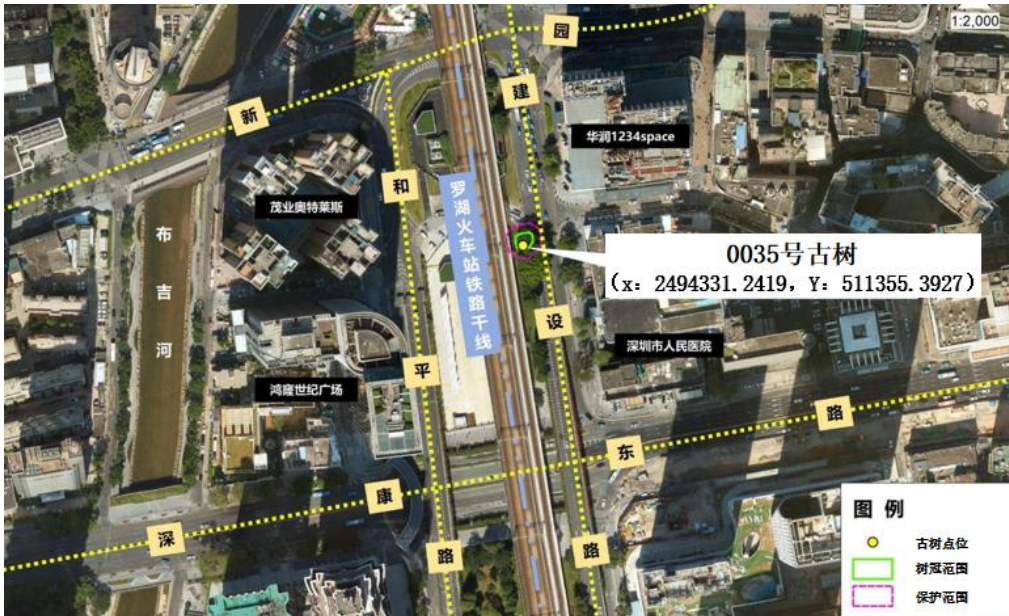 1:2,000
新园
建设路
和平路
华润1234space
茂业奥特莱斯
罗湖火车站铁路干线
布吉河
0035号古树
(x: 2494331.2419, Y: 511355.3927)
深圳市人民医院
鸿隆世纪广场
深康东路
图 例
古树点位
树冠范围
保护范围